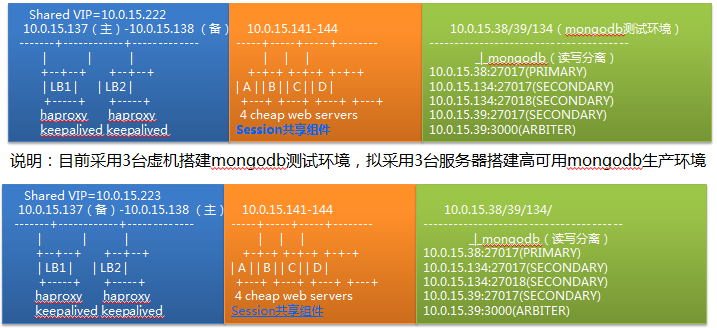 Shared VIP=10.0.15.222
10.0.15.137（主）-10.0.15.138 （备）
-------+------------+-------------
|            |            |
+--+--+      +--+--+
| LB1 |      | LB2 |
+-----+      +-----+
haproxy      haproxy
keepalived keepalived
10.0.15.141-144
-----+-----+-----+--------
|     |     |
+-+-+ +-+-+ +-+-+ +-+-+
| A | | B | | C | | D |
+---+ +---+ +---+ +---+
4 cheap web servers
Session共享组件
10.0.15.38/39/134（mongodb测试环境）
----------------------------------
_| mongodb（读写分离）
10.0.15.38:27017(PRIMARY)
10.0.15.134:27017(SECONDARY)
10.0.15.134:27018(SECONDARY)
10.0.15.39:27017(SECONDARY)
10.0.15.39:3000(ARBITER)
说明：目前采用3台虚机搭建mongodb测试环境，拟采用3台服务器搭建高可用mongodb生产环境
Shared VIP=10.0.15.223
10.0.15.137（备）-10.0.15.138 （主）
-------+------------+-------------
|            |            |
+--+--+      +--+--+
| LB1 |      | LB2 |
+-----+      +-----+
haproxy      haproxy
keepalived keepalived
10.0.15.141-144
-----+-----+-----+--------
|     |     |
+-+-+ +-+-+ +-+-+ +-+-+
| A | | B | | C | | D |
+---+ +---+ +---+ +---+
4 cheap web servers
Session共享组件
10.0.15.38/39/134/
----------------------------------
_| mongodb（读写分离）
10.0.15.38:27017(PRIMARY)
10.0.15.134:27017(SECONDARY)
10.0.15.134:27018(SECONDARY)
10.0.15.39:27017(SECONDARY)
10.0.15.39:3000(ARBITER)